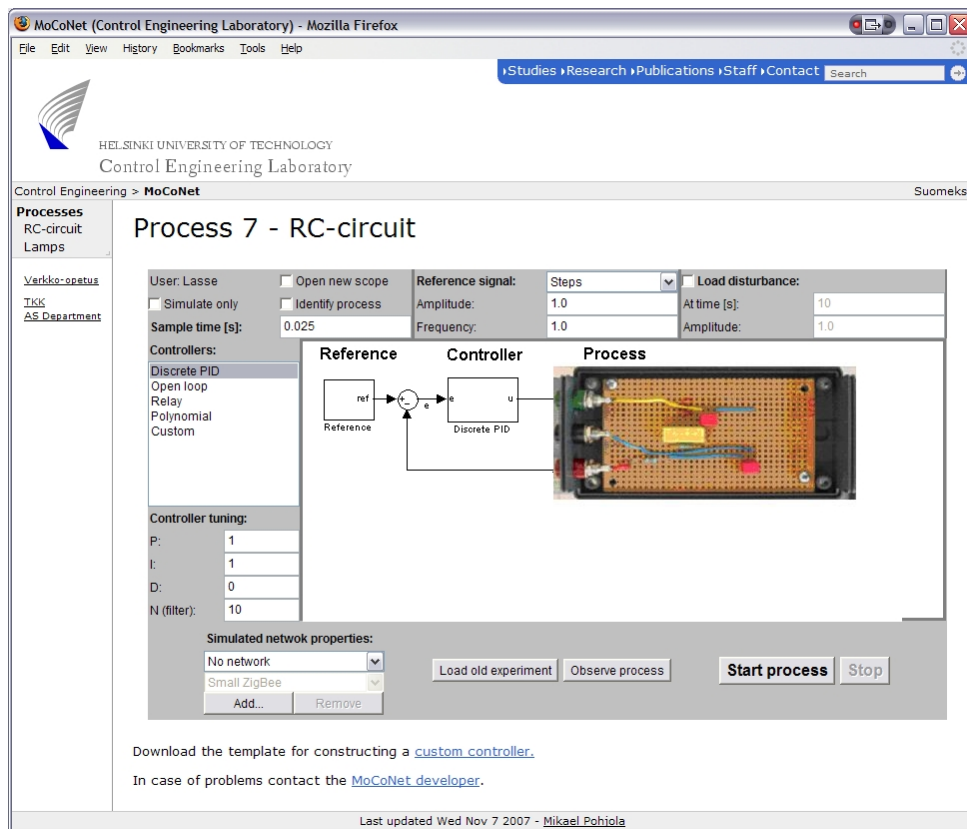 MoCoNet (Control Engineering Laboratory) - Mozilla Firefox
File Edit View History Bookmarks Tools Help
Studies Research Publications Staff Contact Search
HELSINKI UNIVERSITY OF TECHNOLOGY
Control Engineering Laboratory
Control Engineering > MoCoNet Suomeks
Processes
RC-circuit
Lamps
Verkko-opetus
TKK
AS Department
Process 7 - RC-circuit
User: Lasse Open new scope Reference signal: Steps Load disturbance:
Simulate only Identify process Amplitude: 1.0 At time [s]: 10
Sample time [s]: 0.025 Frequency: 1.0 Amplitude: 1.0
Controllers:
Discrete PID
Open loop
Relay
Polynomial
Custom
Reference Controller Process
ref + - e e u
Reference Discrete PID
Controller tuning:
P: 1
I: 1
D: 0
N (filter): 10
Simulated netwok properties:
No network
Small ZigBee
Add... Remove
Load old experiment Observe process Start process Stop
Download the template for constructing a custom controller.
In case of problems contact the MoCoNet developer.
Last updated Wed Nov 7 2007 - Mikael Pohjola